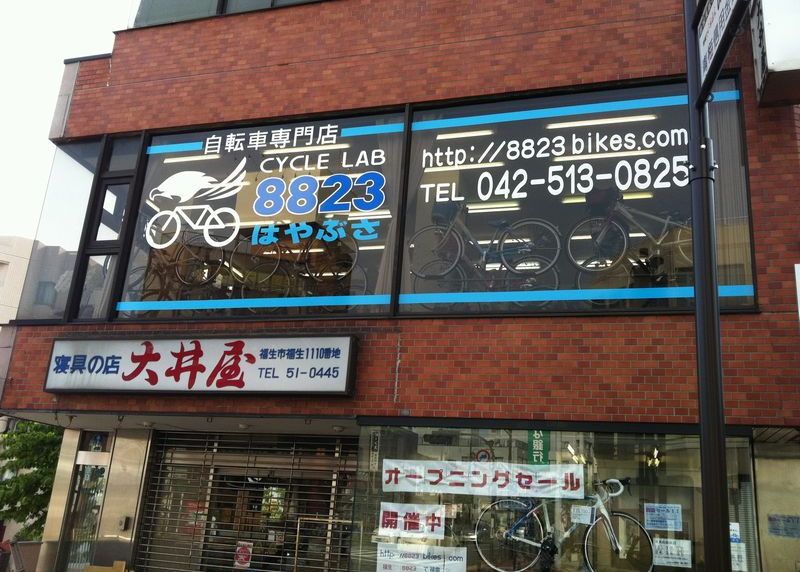 自転車専門店
CYCLE LAB
8823
はやぶさ
http://8823bikes.com
TEL 042-513-0825
寝具の店 大井屋
福生市福生1110番地
TEL 51-0445
オープニングセール
開催中
銀行